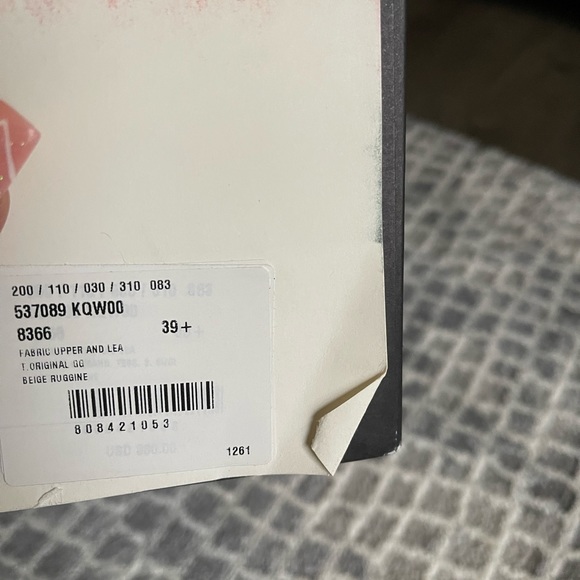 200 / 110 / 030 / 310 083
537089 KQW00
8366 39+
FABRIC UPPER AND LEA
T.ORIGINAL GG
BEIGE RUGGINE
808421053
1261